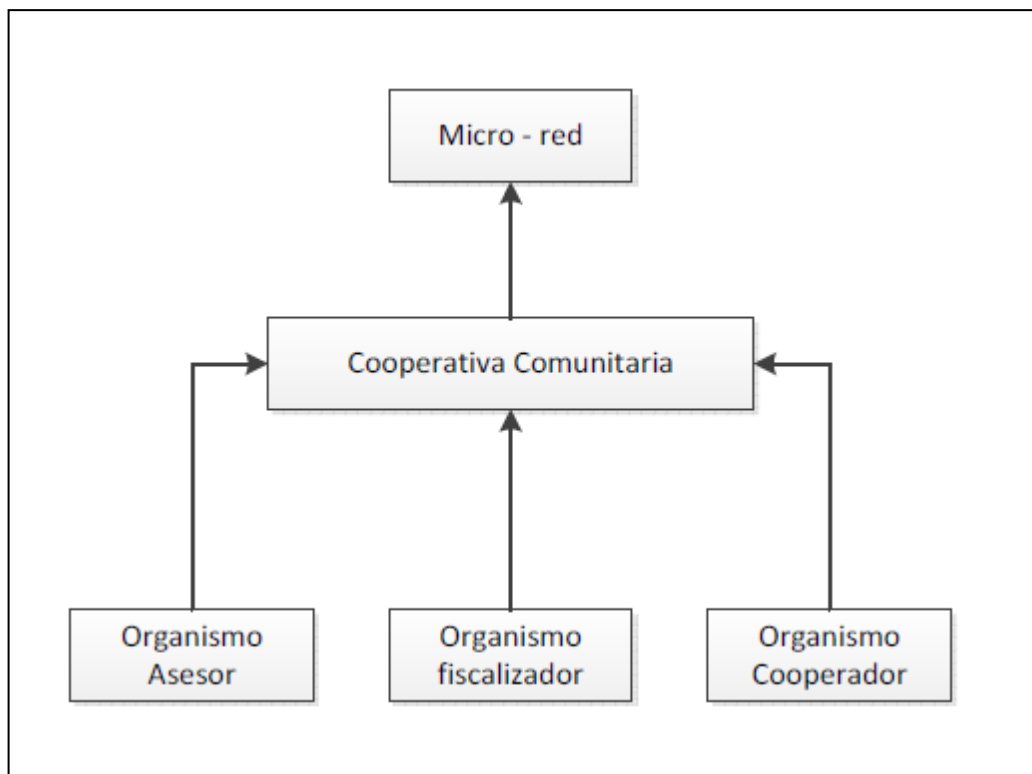 Micro - red
Cooperativa Comunitaria
Organismo
Asesor
Organismo
fiscalizador
Organismo
Cooperador